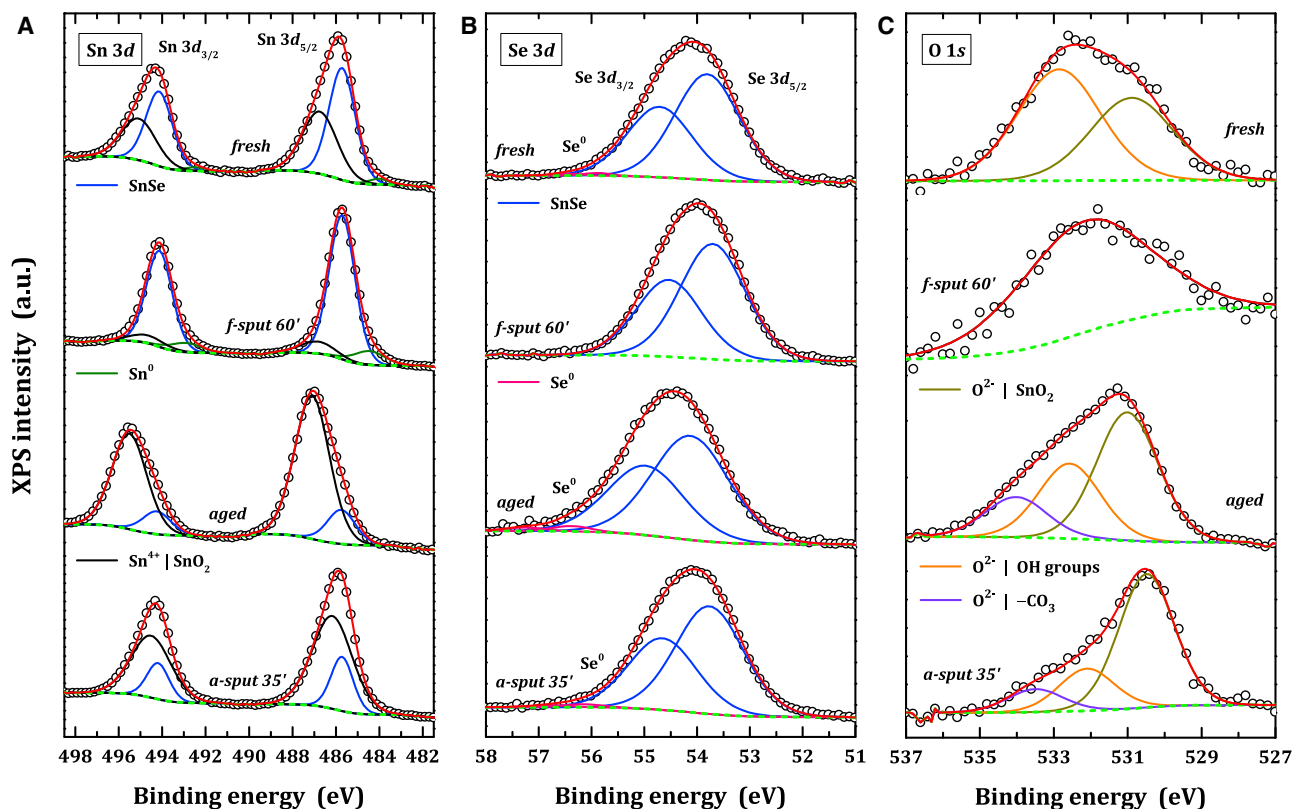 A
Sn 3d
Sn 3d3/2
Sn 3d5/2
fresh
SnSe
f-sput 60'
Sn0
aged
Sn4+ | SnO2
a-sput 35'
498 496 494 492 490 488 486 484 482
Binding energy (eV)
XPS intensity (a.u.)
B
Se 3d
Se 3d3/2
Se 3d5/2
Se0
fresh
SnSe
f-sput 60'
Se0
Se0
aged
Se0
a-sput 35'
58 57 56 55 54 53 52 51
Binding energy (eV)
C
O 1s
fresh
f-sput 60'
O2- | SnO2
aged
O2- | OH groups
O2- | –CO3
a-sput 35'
537 535 533 531 529 527
Binding energy (eV)